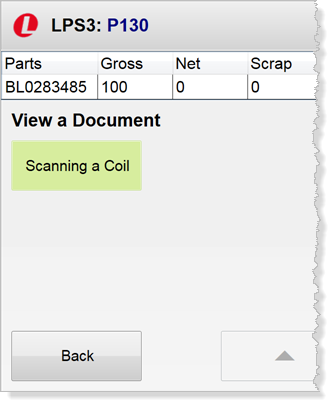 LPS3: P130
Parts Gross Net Scrap
BL0283485 100 0 0
View a Document
Scanning a Coil
Back